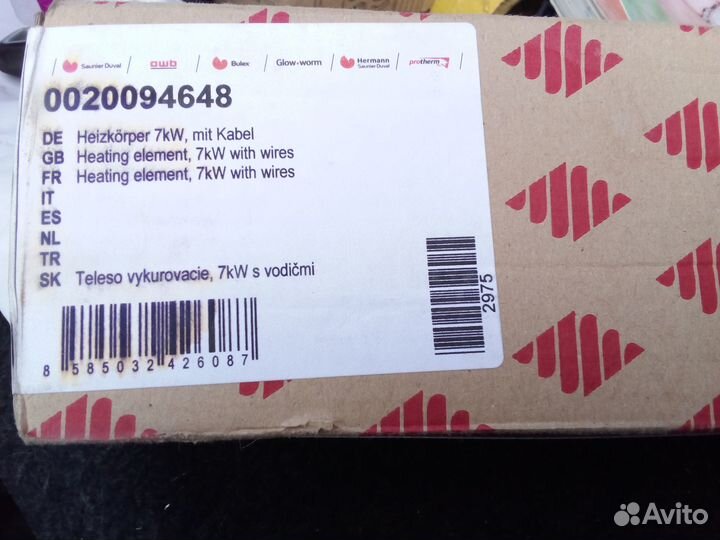 Saunier Duval / awb / Bulex / Glow-worm / Hermann Saunier Duval / protherm /
0020094648
DE Heizkörper 7kW, mit Kabel
GB Heating element, 7kW with wires
FR Heating element, 7kW with wires
IT
ES
NL
TR
SK Teleso vykurovacie, 7kW s vodičmi
8 585032 426087
2975
Avito